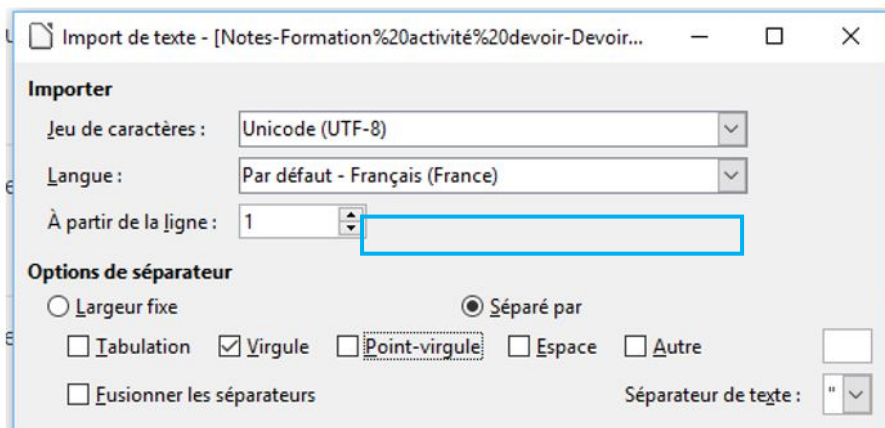 Import de texte - [Notes-Formation%20activité%20devoir-Devoir...
Importer
Jeu de caractères : Unicode (UTF-8)
Langue : Par défaut - Français (France)
À partir de la ligne : 1
Options de séparateur
Largeur fixe Séparé par
Tabulation Virgule Point-virgule Espace Autre
Fusionner les séparateurs Séparateur de texte : "